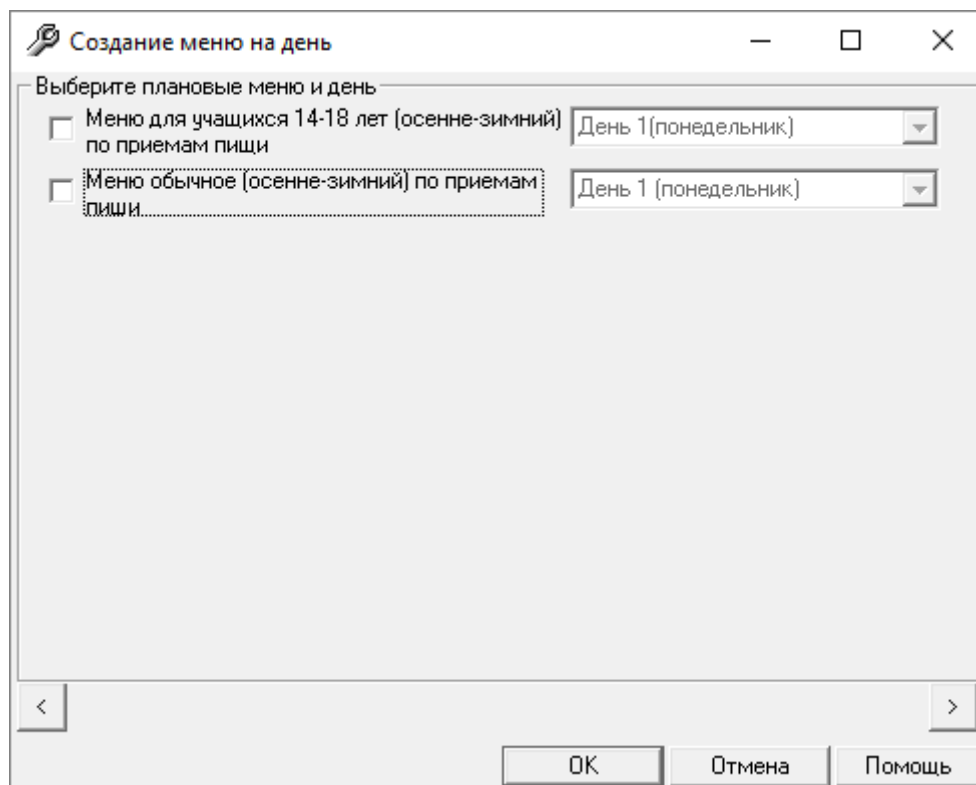 Создание меню на день
Выберите плановые меню и день
Меню для учащихся 14-18 лет (осенне-зимний)
по приемам пищи
День 1(понедельник)
Меню обычное (осенне-зимний) по приемам
пищи
День 1 (понедельник)
<
>
OK
Отмена
Помощь